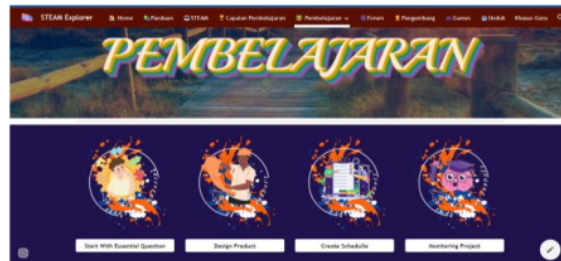 STEAM Explorer Home Panduan STEAM Capaian Pembelajaran Pembelajaran Forum Pengembang Games Unduh Khusus Guru
PEMBELAJARAN
Start With Essential Question Design Product Create Schedulle Monitoring Project